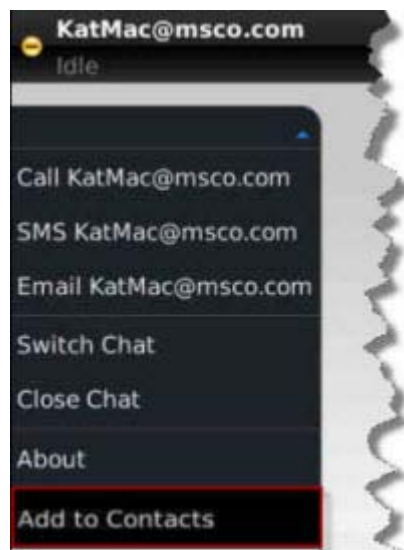 KatMac@msco.com
Idle
Call KatMac@msco.com
SMS KatMac@msco.com
Email KatMac@msco.com
Switch Chat
Close Chat
About
Add to Contacts